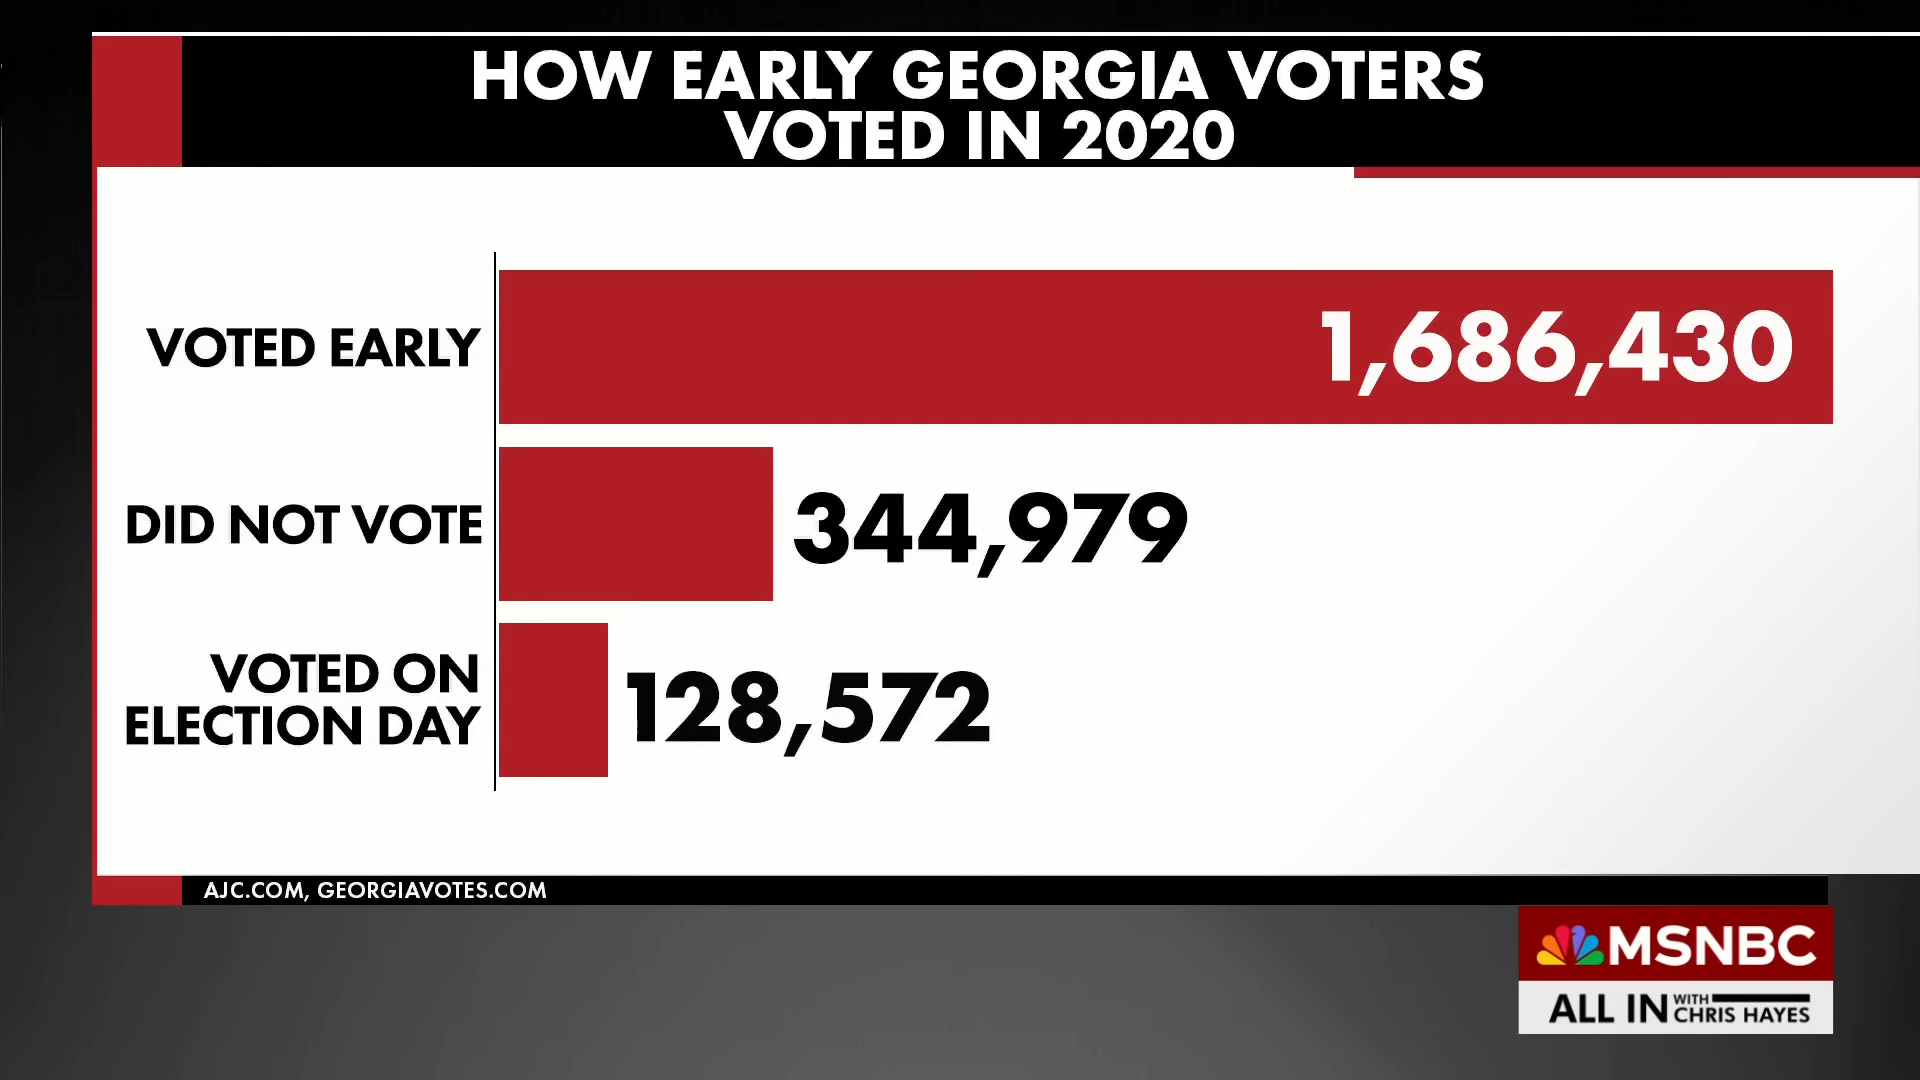 HOW EARLY GEORGIA VOTERS
VOTED IN 2020
VOTED EARLY
1,686,430
DID NOT VOTE
344,979
VOTED ON
ELECTION DAY
128,572
AJC.COM, GEORGIAVOTES.COM
MSNBC
ALL IN WITH
CHRIS HAYES